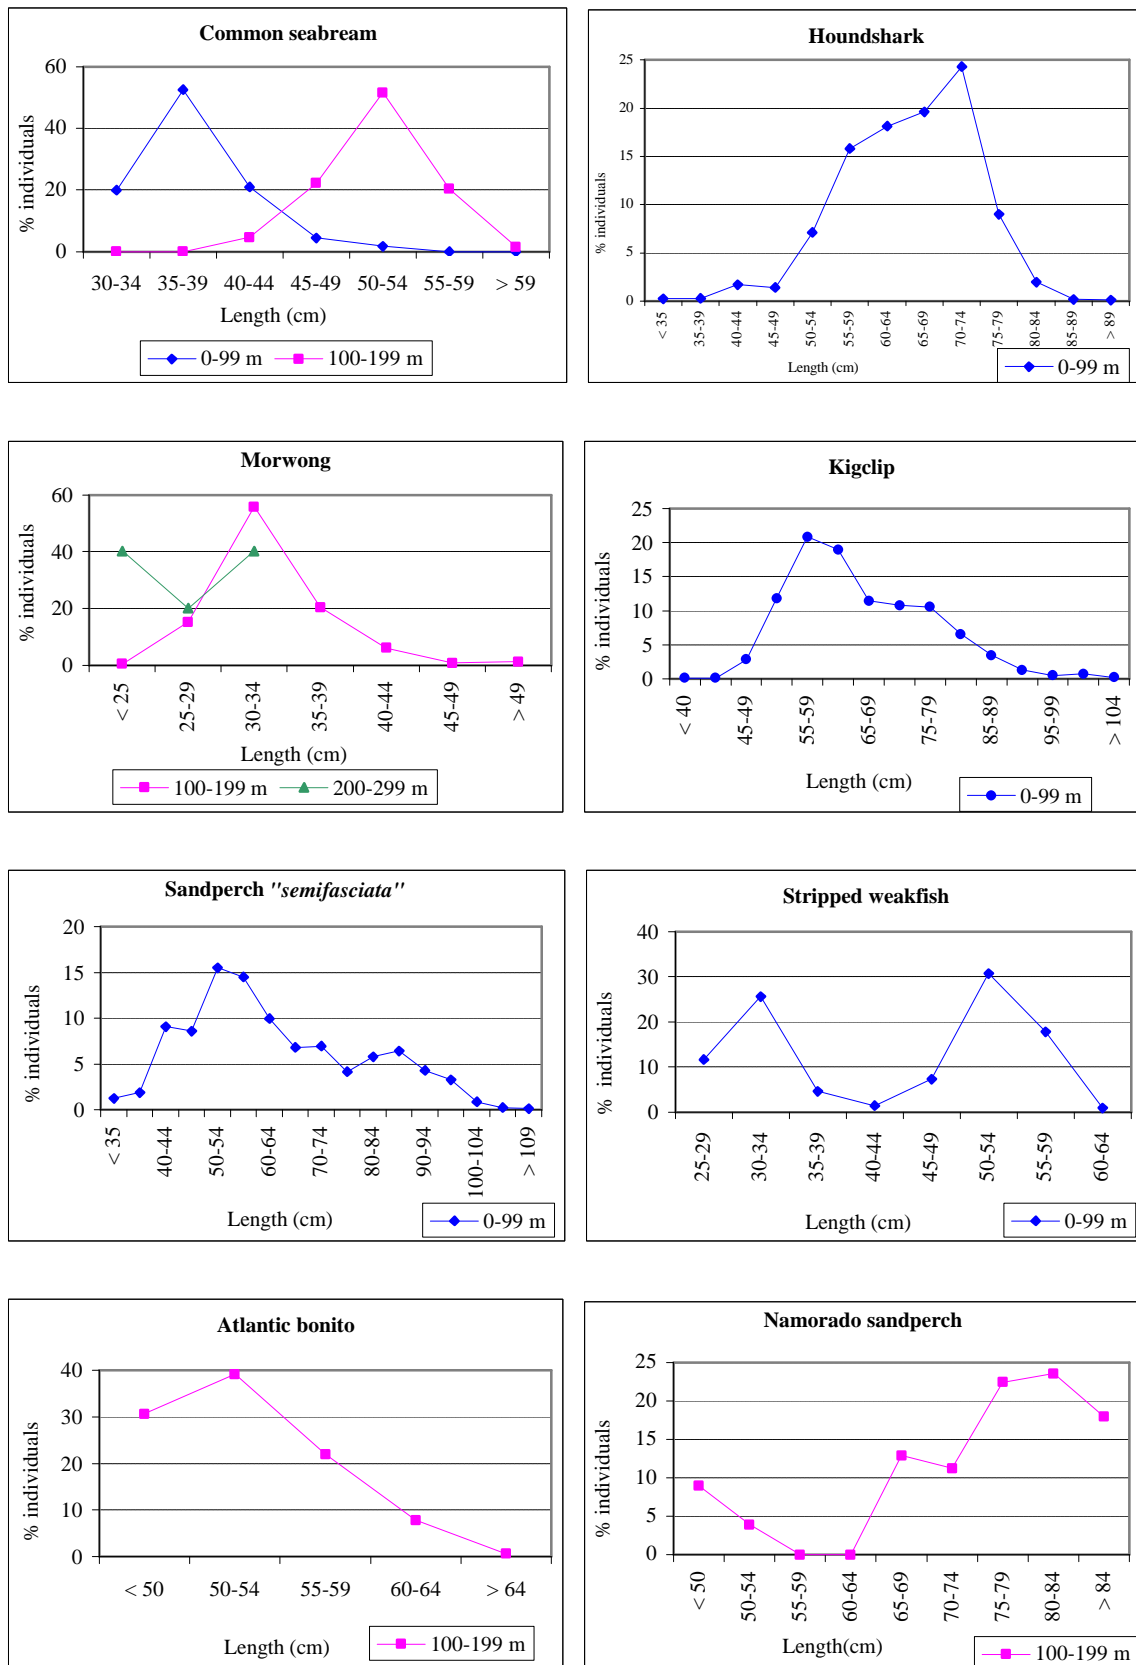 Common seabream
60
40
20
0
% individuals
30-34 35-39 40-44 45-49 50-54 55-59 > 59
Length (cm)
0-99 m 100-199 m
Houndshark
25
20
15
10
5
0
% individuals
< 35 35-39 40-44 45-49 50-54 55-59 60-64 65-69 70-74 75-79 80-84 85-89 > 89
Length (cm)
0-99 m
Morwong
60
40
20
0
% individuals
< 25 25-29 30-34 35-39 40-44 45-49 > 49
Length (cm)
100-199 m 200-299 m
Kigclip
25
20
15
10
5
0
% individuals
< 40 45-49 55-59 65-69 75-79 85-89 95-99 > 104
Length (cm)
0-99 m
Sandperch "semifasciata"
20
15
10
5
0
% individuals
< 35 40-44 50-54 60-64 70-74 80-84 90-94 100-104 > 109
Length (cm)
0-99 m
Stripped weakfish
40
30
20
10
0
% individuals
25-29 30-34 35-39 40-44 45-49 50-54 55-59 60-64
Length (cm)
0-99 m
Atlantic bonito
40
30
20
10
0
% individuals
< 50 50-54 55-59 60-64 > 64
Length (cm)
100-199 m
Namorado sandperch
25
20
15
10
5
0
% individuals
< 50 50-54 55-59 60-64 65-69 70-74 75-79 80-84 > 84
Length(cm)
100-199 m